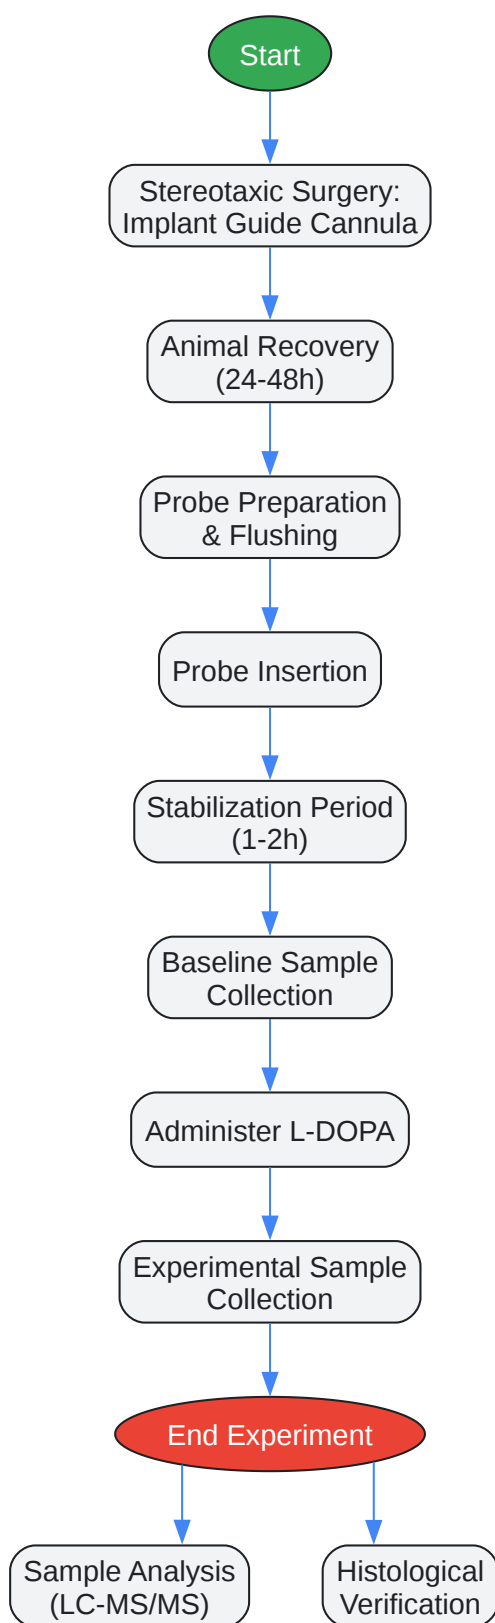 Start
Stereotaxic Surgery:
Implant Guide Cannula
Animal Recovery
(24-48h)
Probe Preparation
& Flushing
Probe Insertion
Stabilization Period
(1-2h)
Baseline Sample
Collection
Administer L-DOPA
Experimental Sample
Collection
End Experiment
Sample Analysis
(LC-MS/MS)
Histological
Verification